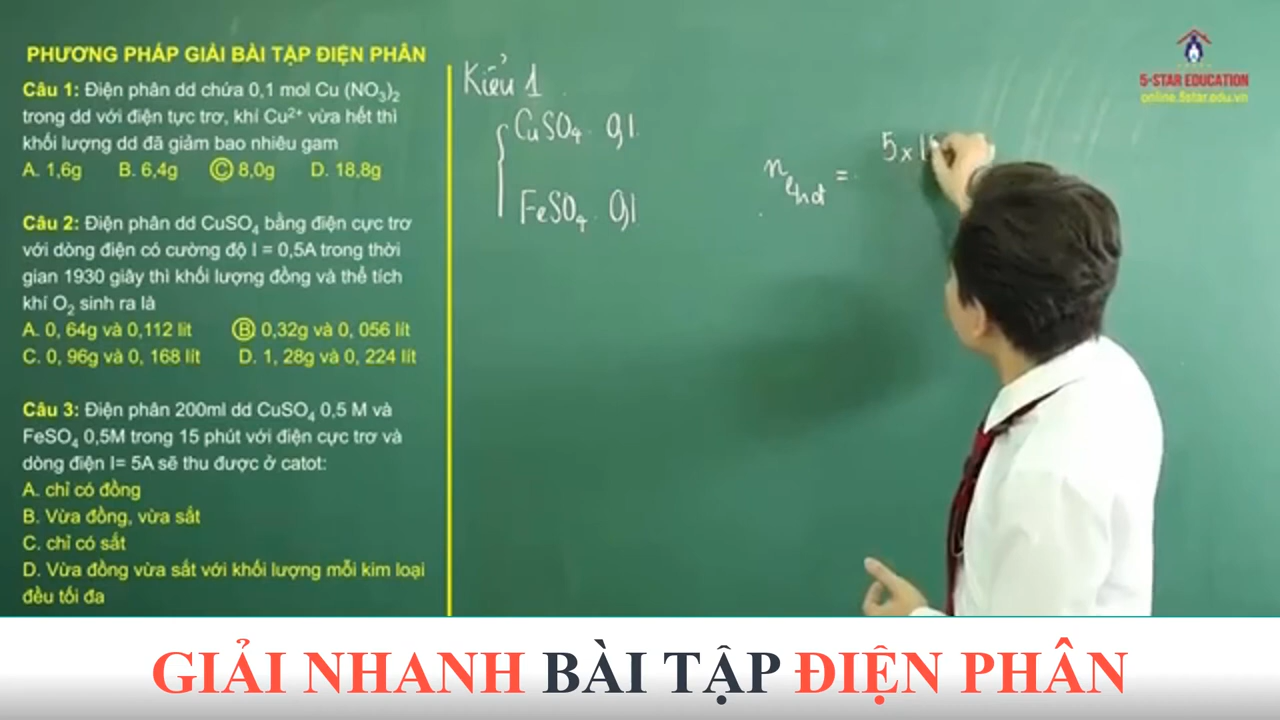 PHƯƠNG PHÁP GIẢI BÀI TẬP ĐIỆN PHÂN
Câu 1: Điện phân dd chứa 0,1 mol Cu (NO₃)₂
trong dd với điện tực trơ, khí Cu²⁺ vừa hết thì
khối lượng dd đã giảm bao nhiêu gam
A. 1,6g B. 6,4g C 8,0g D. 18,8g
Câu 2: Điện phân dd CuSO₄ bằng điện cực trơ
với dòng điện có cường độ I = 0,5A trong thời
gian 1930 giây thì khối lượng đồng và thể tích
khí O₂ sinh ra là
A. 0, 64g và 0,112 lít B 0,32g và 0, 056 lít
C. 0, 96g và 0, 168 lít D. 1, 28g và 0, 224 lít
Câu 3: Điện phân 200ml dd CuSO₄ 0,5 M và
FeSO₄ 0,5M trong 15 phút với điện cực trơ và
dòng điện I= 5A sẽ thu được ở catot:
A. chỉ có đồng
B. Vừa đồng, vừa sắt
C. chỉ có sắt
D. Vừa đồng vừa sắt với khối lượng mỗi kim loại
đều tối đa
Kiểu 1
CuSO₄ 0,1
FeSO₄ 0,1
n e nhđ = 5 x 1
5-STAR EDUCATION
online.5star.edu.vn
GIẢI NHANH BÀI TẬP ĐIỆN PHÂN